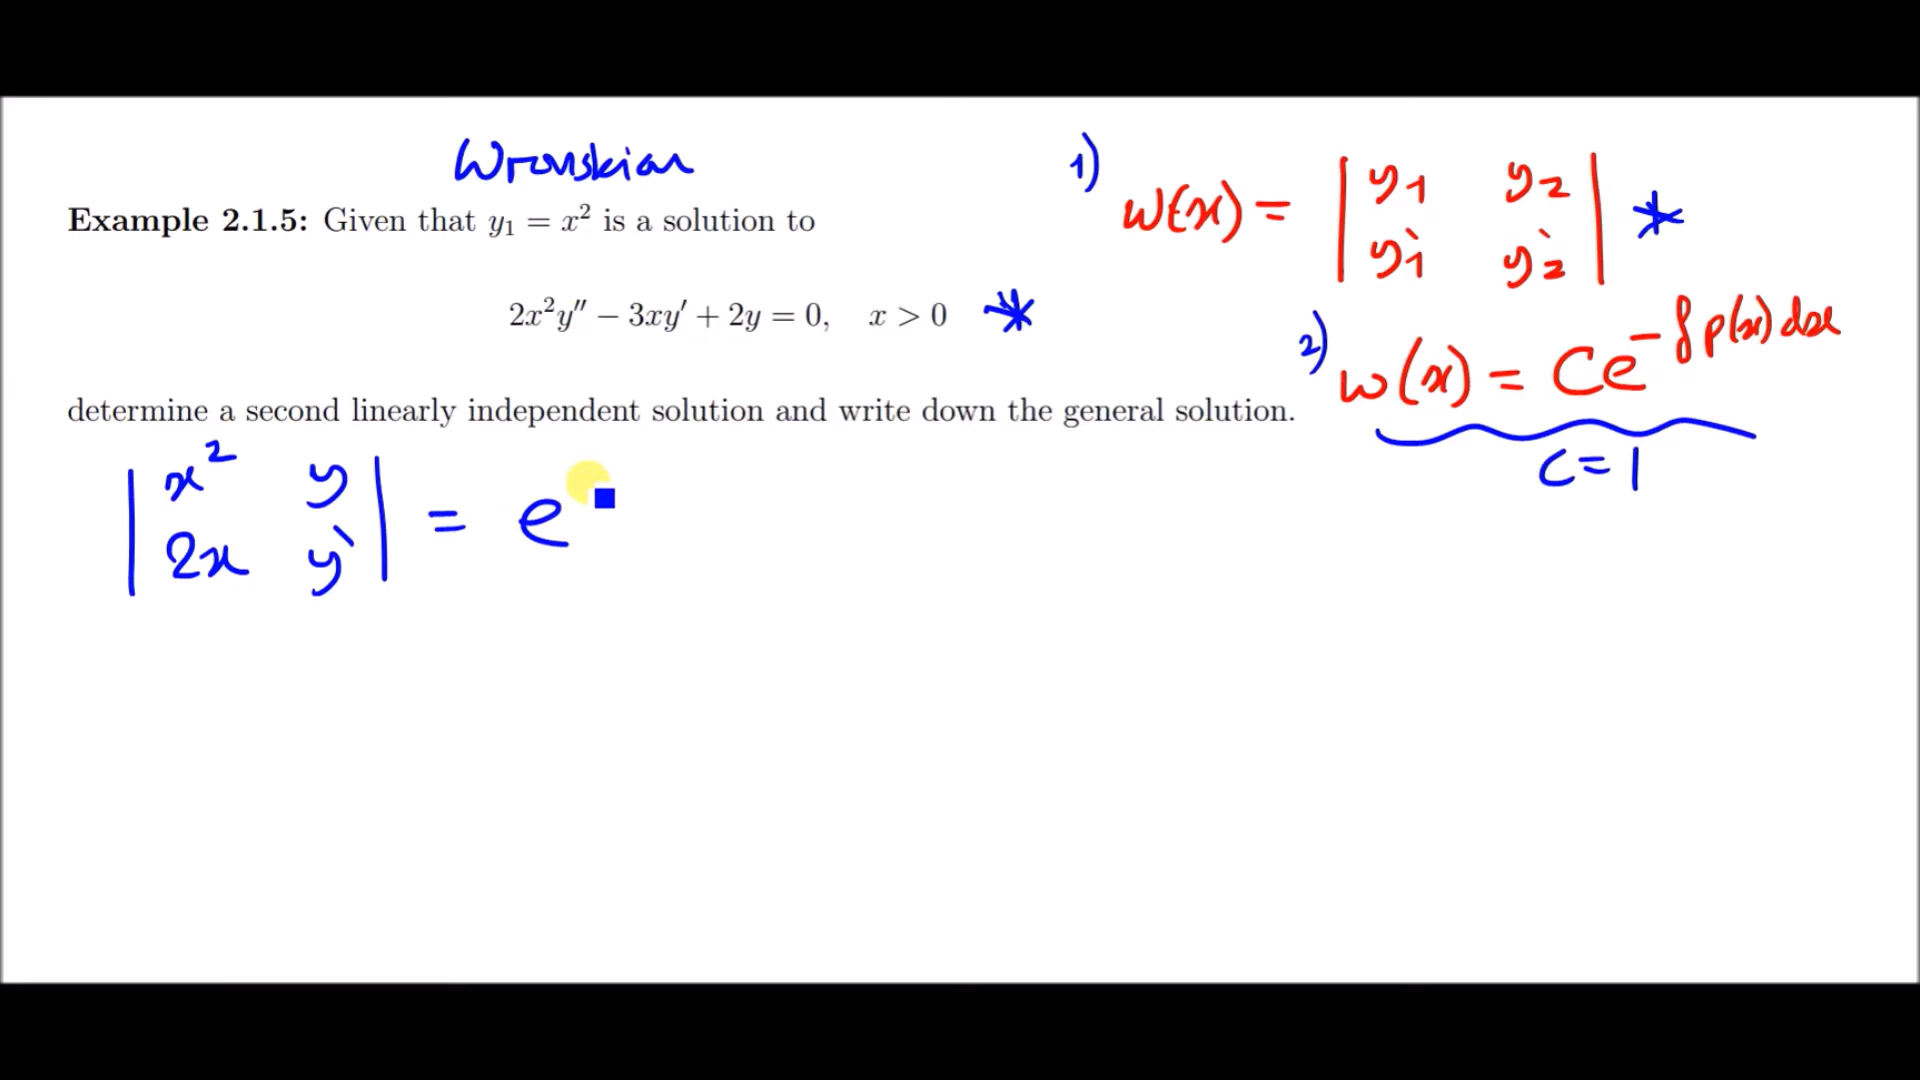 Wronskian
Example 2.1.5: Given that y₁ = x² is a solution to
2x²y″ − 3xy′ + 2y = 0, x > 0 *
determine a second linearly independent solution and write down the general solution.
1)
W(x) = | y₁ y₂ | *
| y₁' y₂' |
2) w(x) = Ce^(-∫p(x)dx)
c = 1
| x² y | = e
| 2x y' |